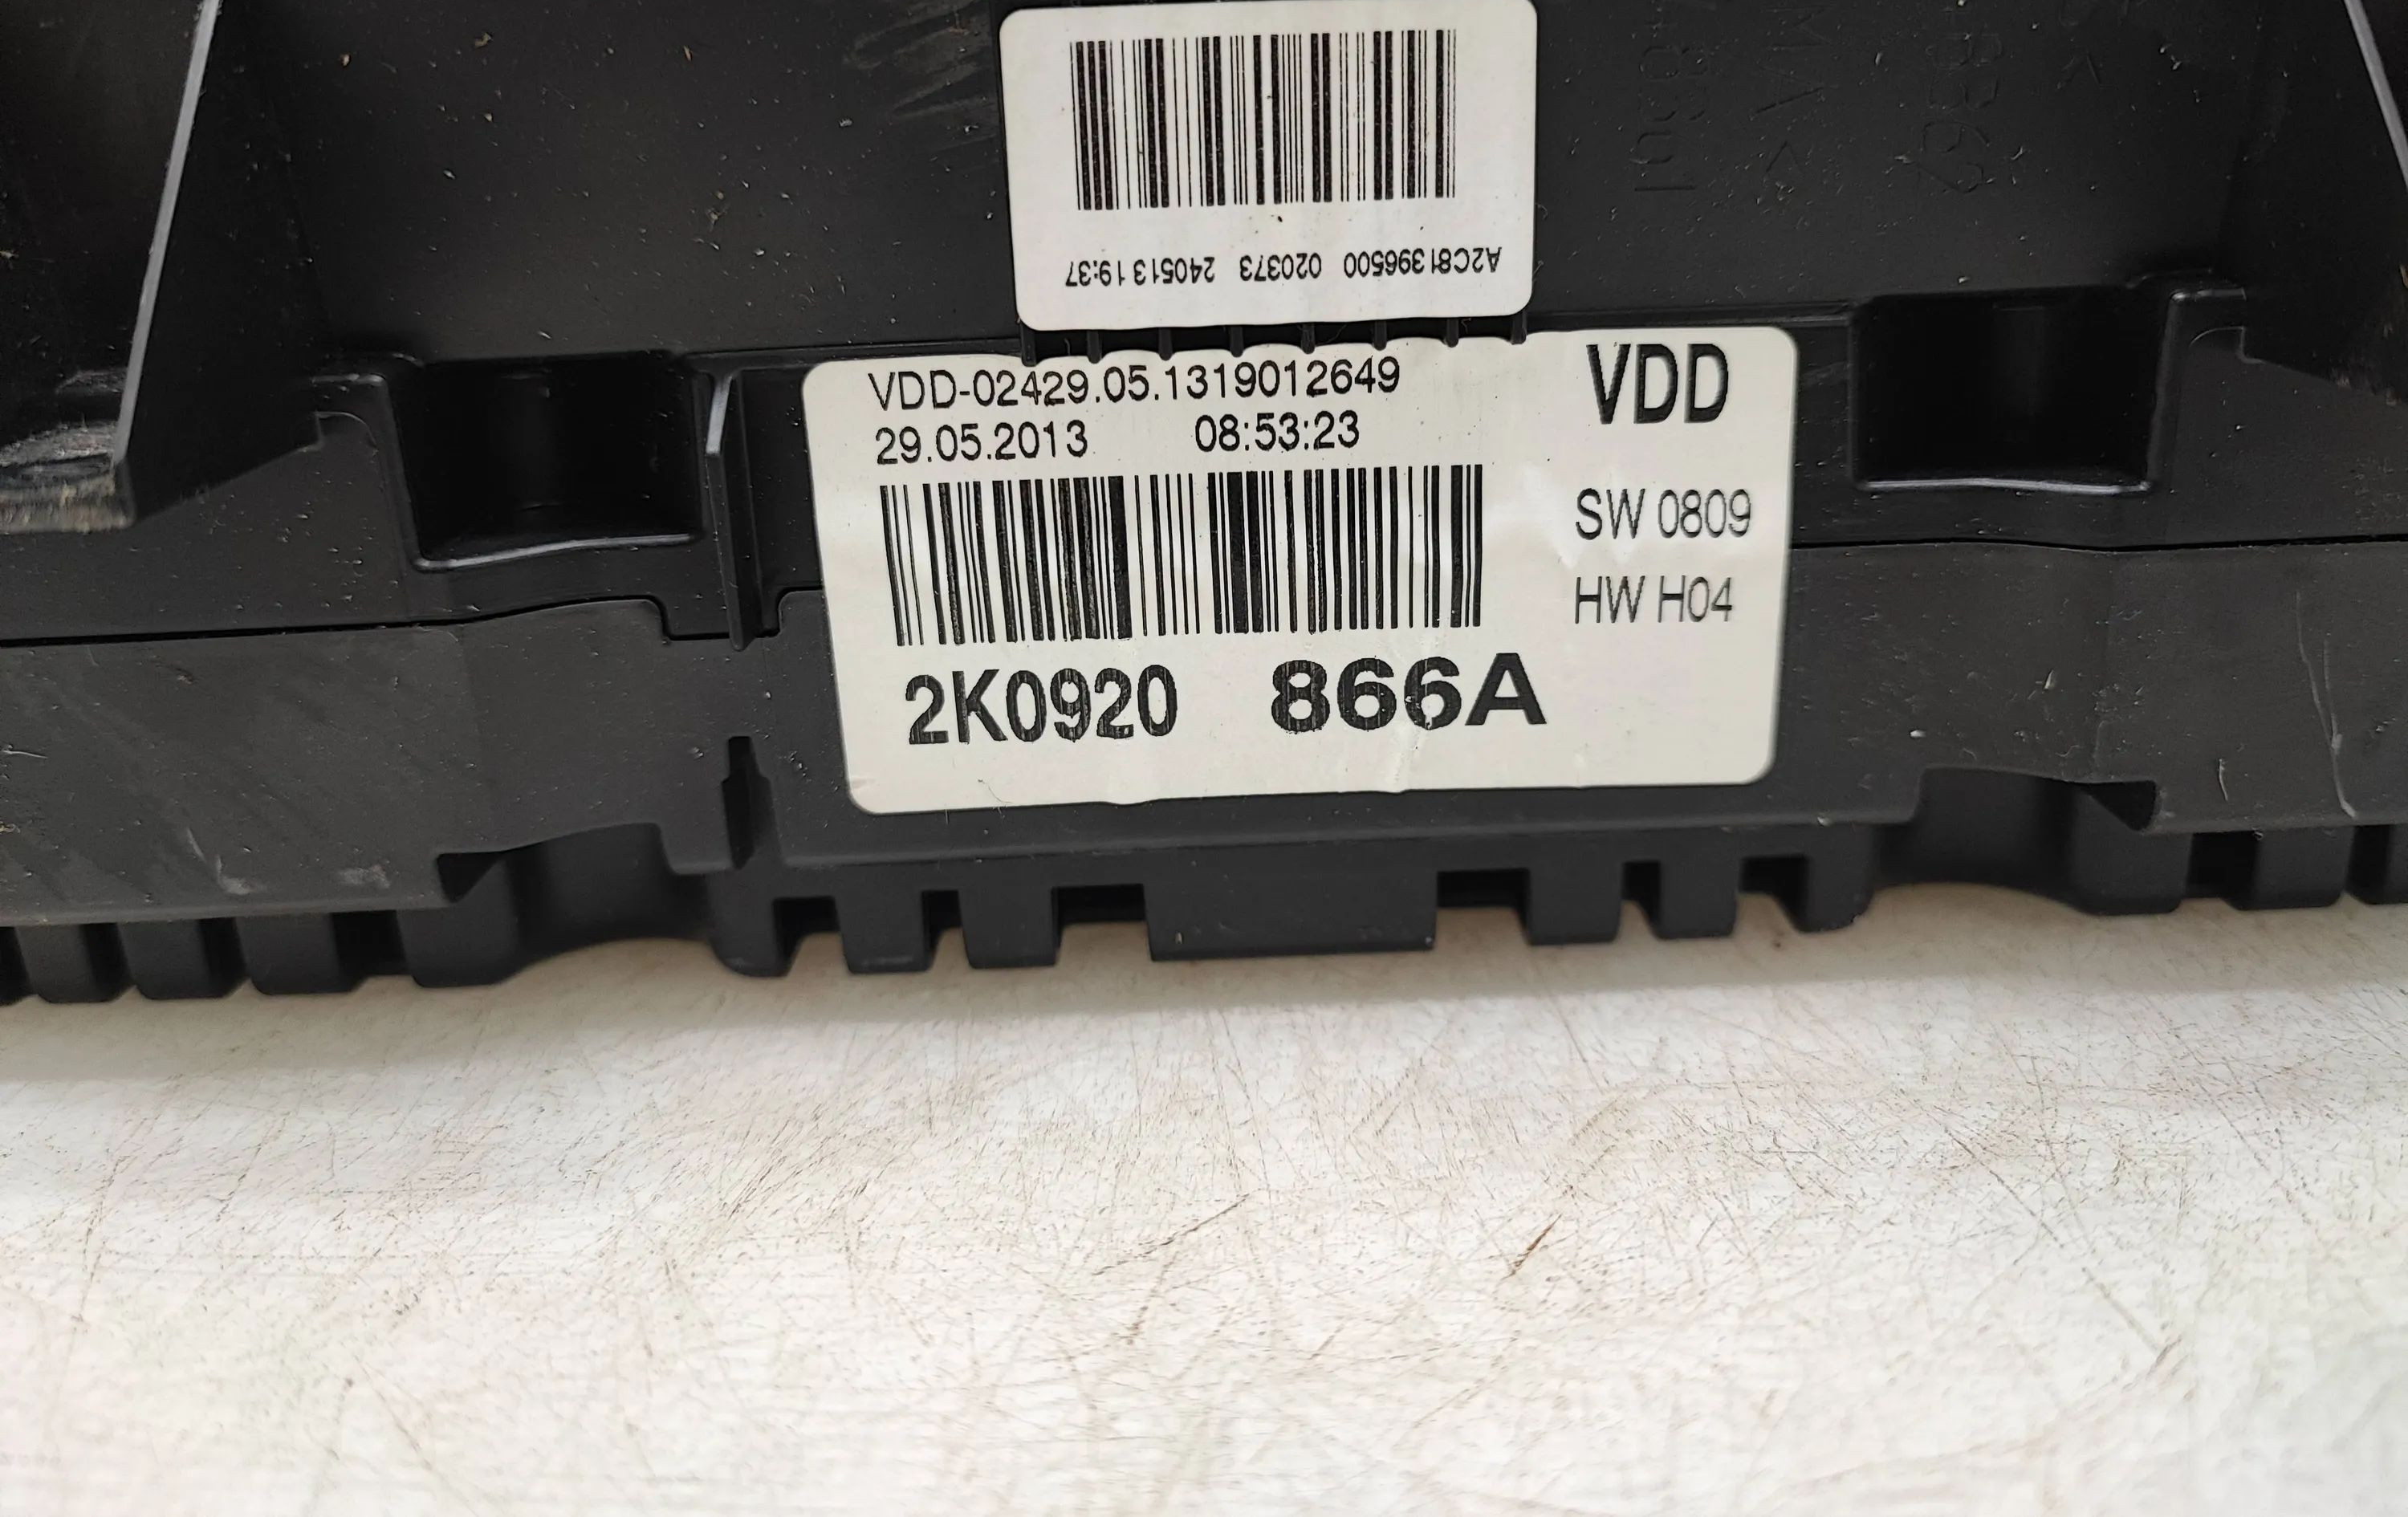 A2C81396500 020373 240513 19:37
VDD-02429.05.1319012649
29.05.2013 08:53:23
VDD
SW 0809
HW H04
2K0920 866A